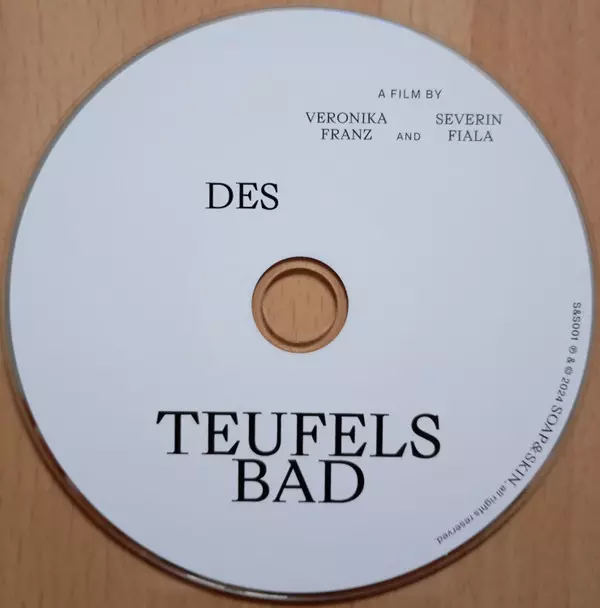 A FILM BY
VERONIKA FRANZ AND SEVERIN FIALA
DES
TEUFELS
BAD
S&S001 ℗ & © 2024 SOAP&SKIN, all rights reserved.